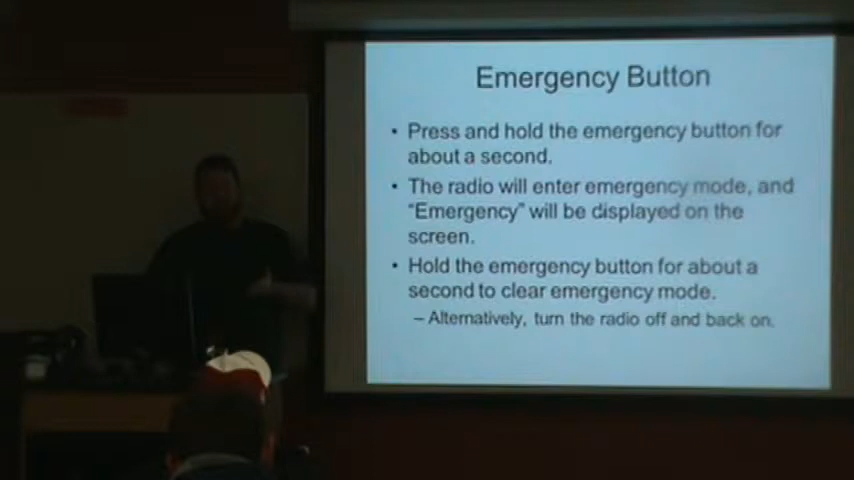 Emergency Button
• Press and hold the emergency button for
about a second.
• The radio will enter emergency mode, and
“Emergency” will be displayed on the
screen.
• Hold the emergency button for about a
second to clear emergency mode.
– Alternatively, turn the radio off and back on.